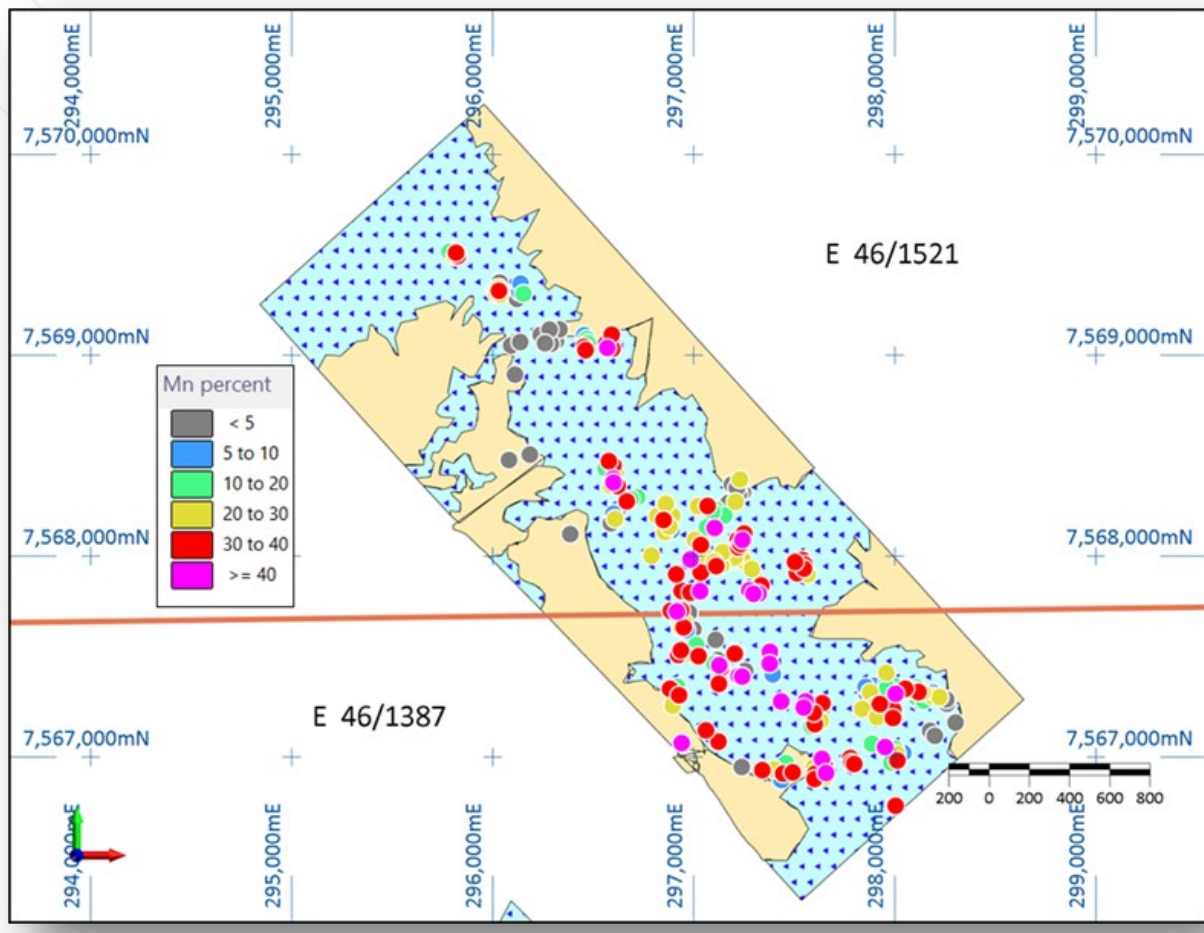 294,000mE
295,000mE
296,000mE
297,000mE
298,000mE
299,000mE
7,570,000mN
7,570,000mN
E 46/1521
7,569,000mN
7,569,000mN
Mn percent
< 5
5 to 10
10 to 20
20 to 30
30 to 40
>= 40
7,568,000mN
7,568,000mN
E 46/1387
7,567,000mN
7,567,000mN
200 0 200 400 600 800
294,000mE
295,000mE
296,000mE
297,000mE
298,000mE
299,000mE